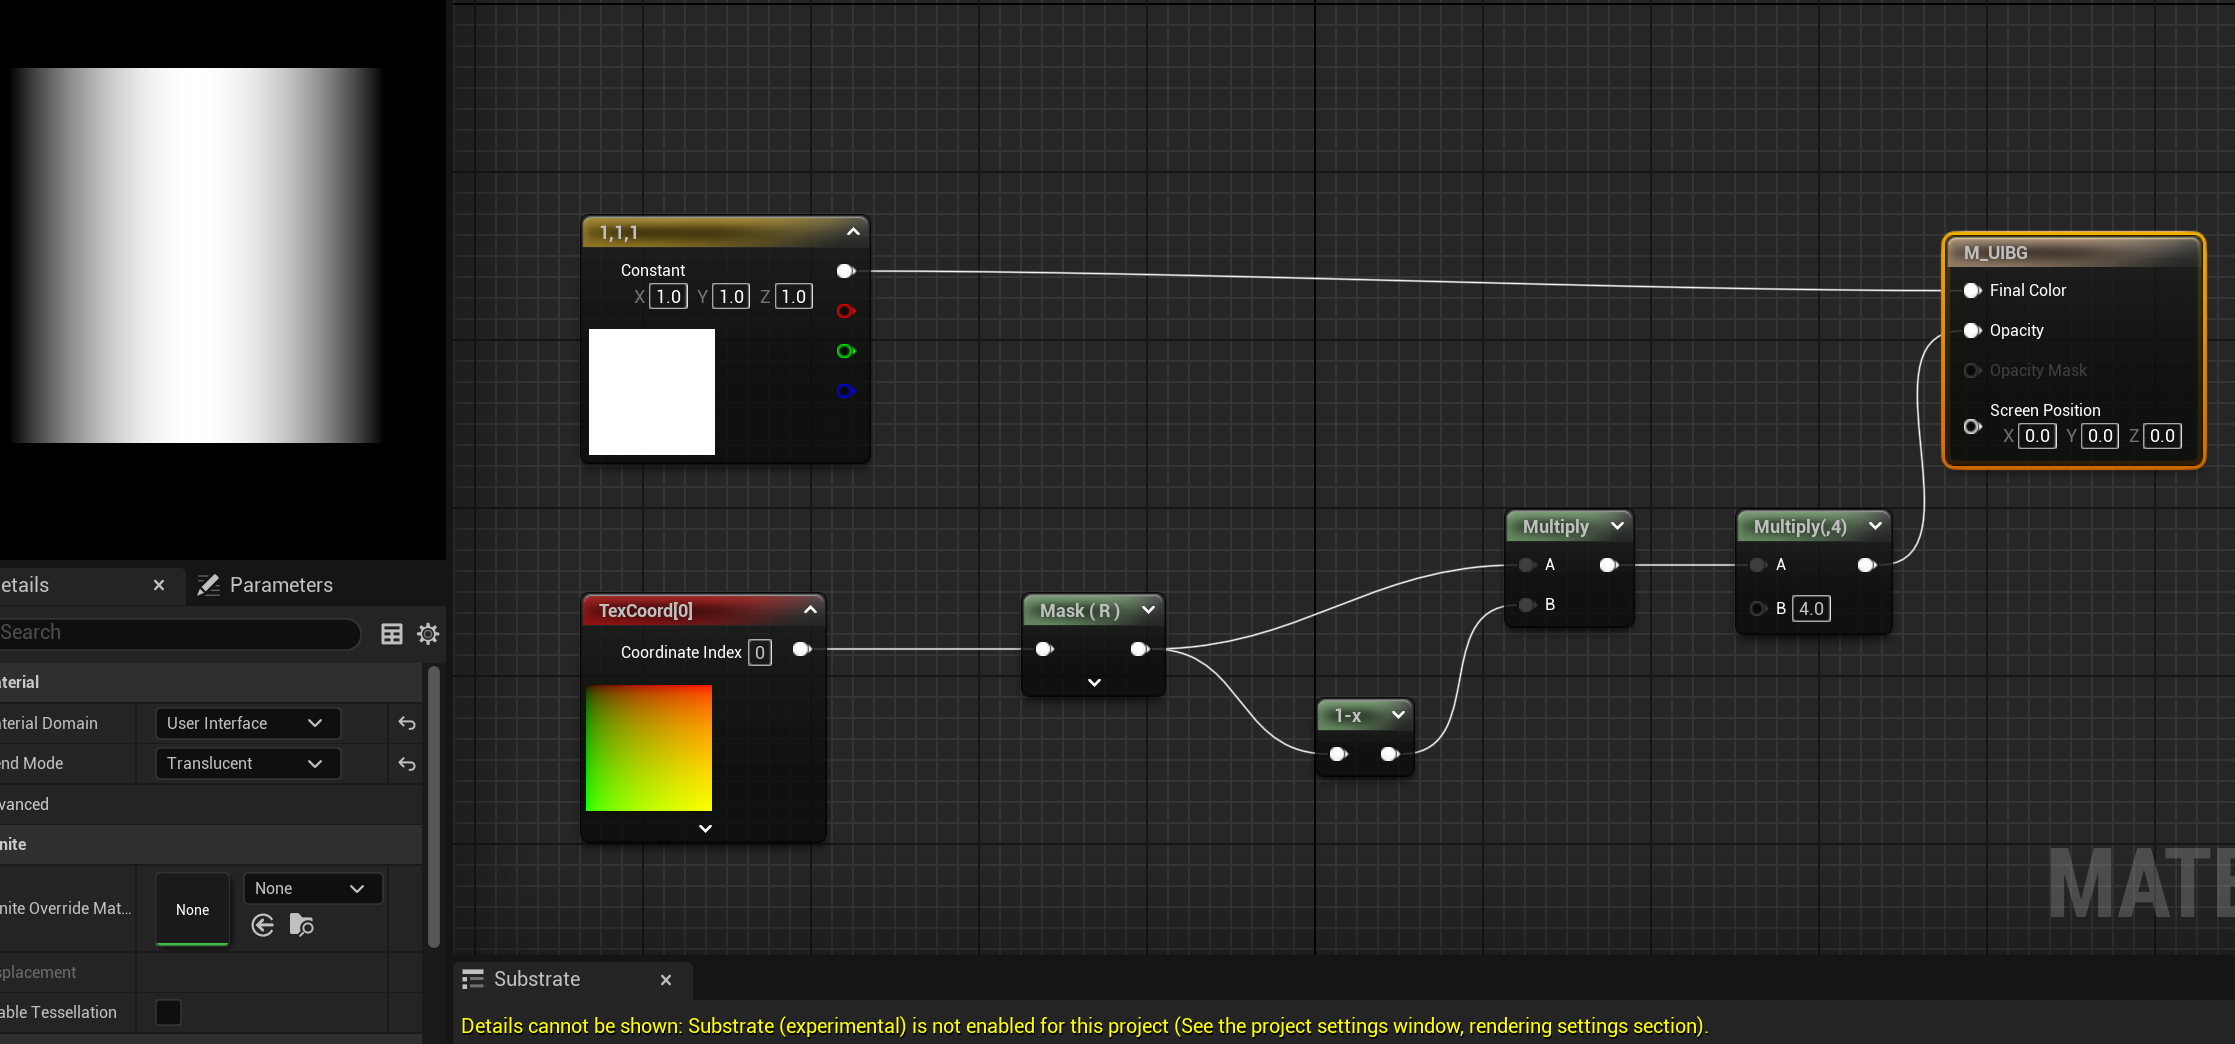 1,1,1
Constant
X 1.0 Y 1.0 Z 1.0
M_UIBG
Final Color
Opacity
Opacity Mask
Screen Position
X 0.0 Y 0.0 Z 0.0
Multiply
A
B
Multiply(,4)
A
B 4.0
TexCoord[0]
Coordinate Index 0
Mask ( R )
1-x
etails
Parameters
Search
terial
aterial Domain User Interface
end Mode Translucent
vanced
nite
nite Override Mat...
None
None
splacement
able Tessellation
MATE
Substrate
Details cannot be shown: Substrate (experimental) is not enabled for this project (See the project settings window, rendering settings section).